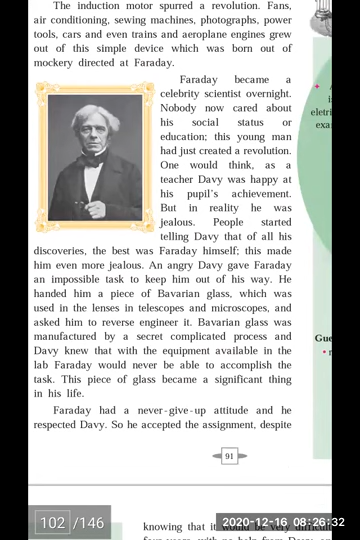 The induction motor spurred a revolution. Fans,
air conditioning, sewing machines, photographs, power
tools, cars and even trains and aeroplane engines grew
out of this simple device which was born out of
mockery directed at Faraday.
Faraday became a
celebrity scientist overnight.
Nobody now cared about
his social status or
education; this young man
had just created a revolution.
One would think, as a
teacher Davy was happy at
his pupil's achievement.
But in reality he was
jealous. People started
telling Davy that of all his
discoveries, the best was Faraday himself; this made
him even more jealous. An angry Davy gave Faraday
an impossible task to keep him out of his way. He
handed him a piece of Bavarian glass, which was
used in the lenses in telescopes and microscopes, and
asked him to reverse engineer it. Bavarian glass was
manufactured by a secret complicated process and
Davy knew that with the equipment available in the
lab Faraday would never be able to accomplish the
task. This piece of glass became a significant thing
in his life.
Faraday had a never-give-up attitude and he
respected Davy. So he accepted the assignment, despite
91
eletri
exa
Gue
102 /146
2020-12-16 08:26:32
knowing that it would be very difficult